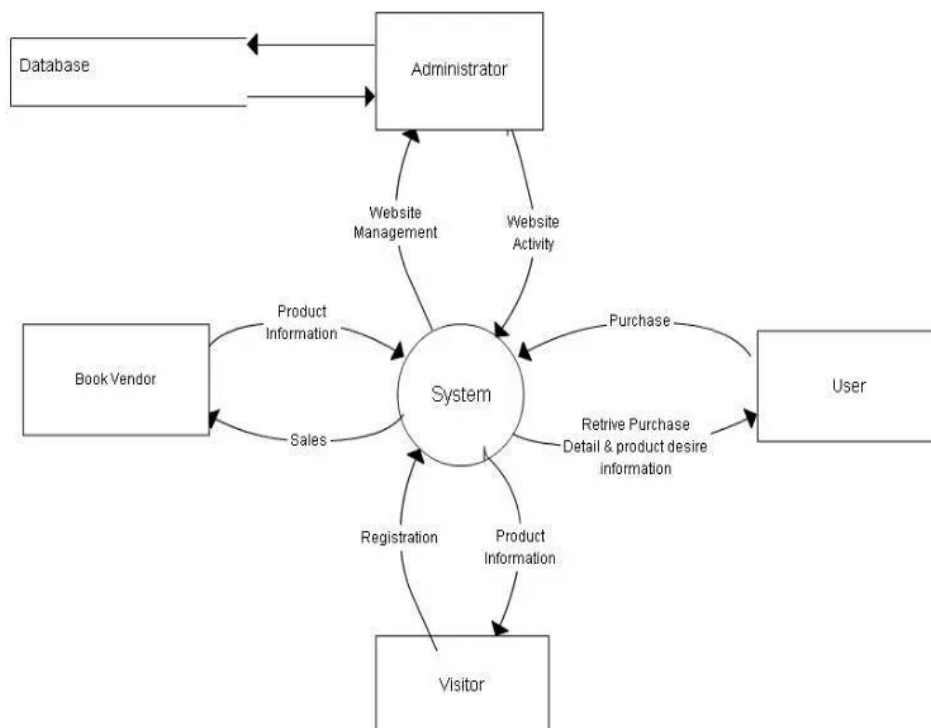 Database
Administrator
Website
Management
Website
Activity
Product
Information
Purchase
Book Vendor
System
User
Sales
Retrive Purchase
Detail & product desire
information
Registration
Product
Information
Visitor